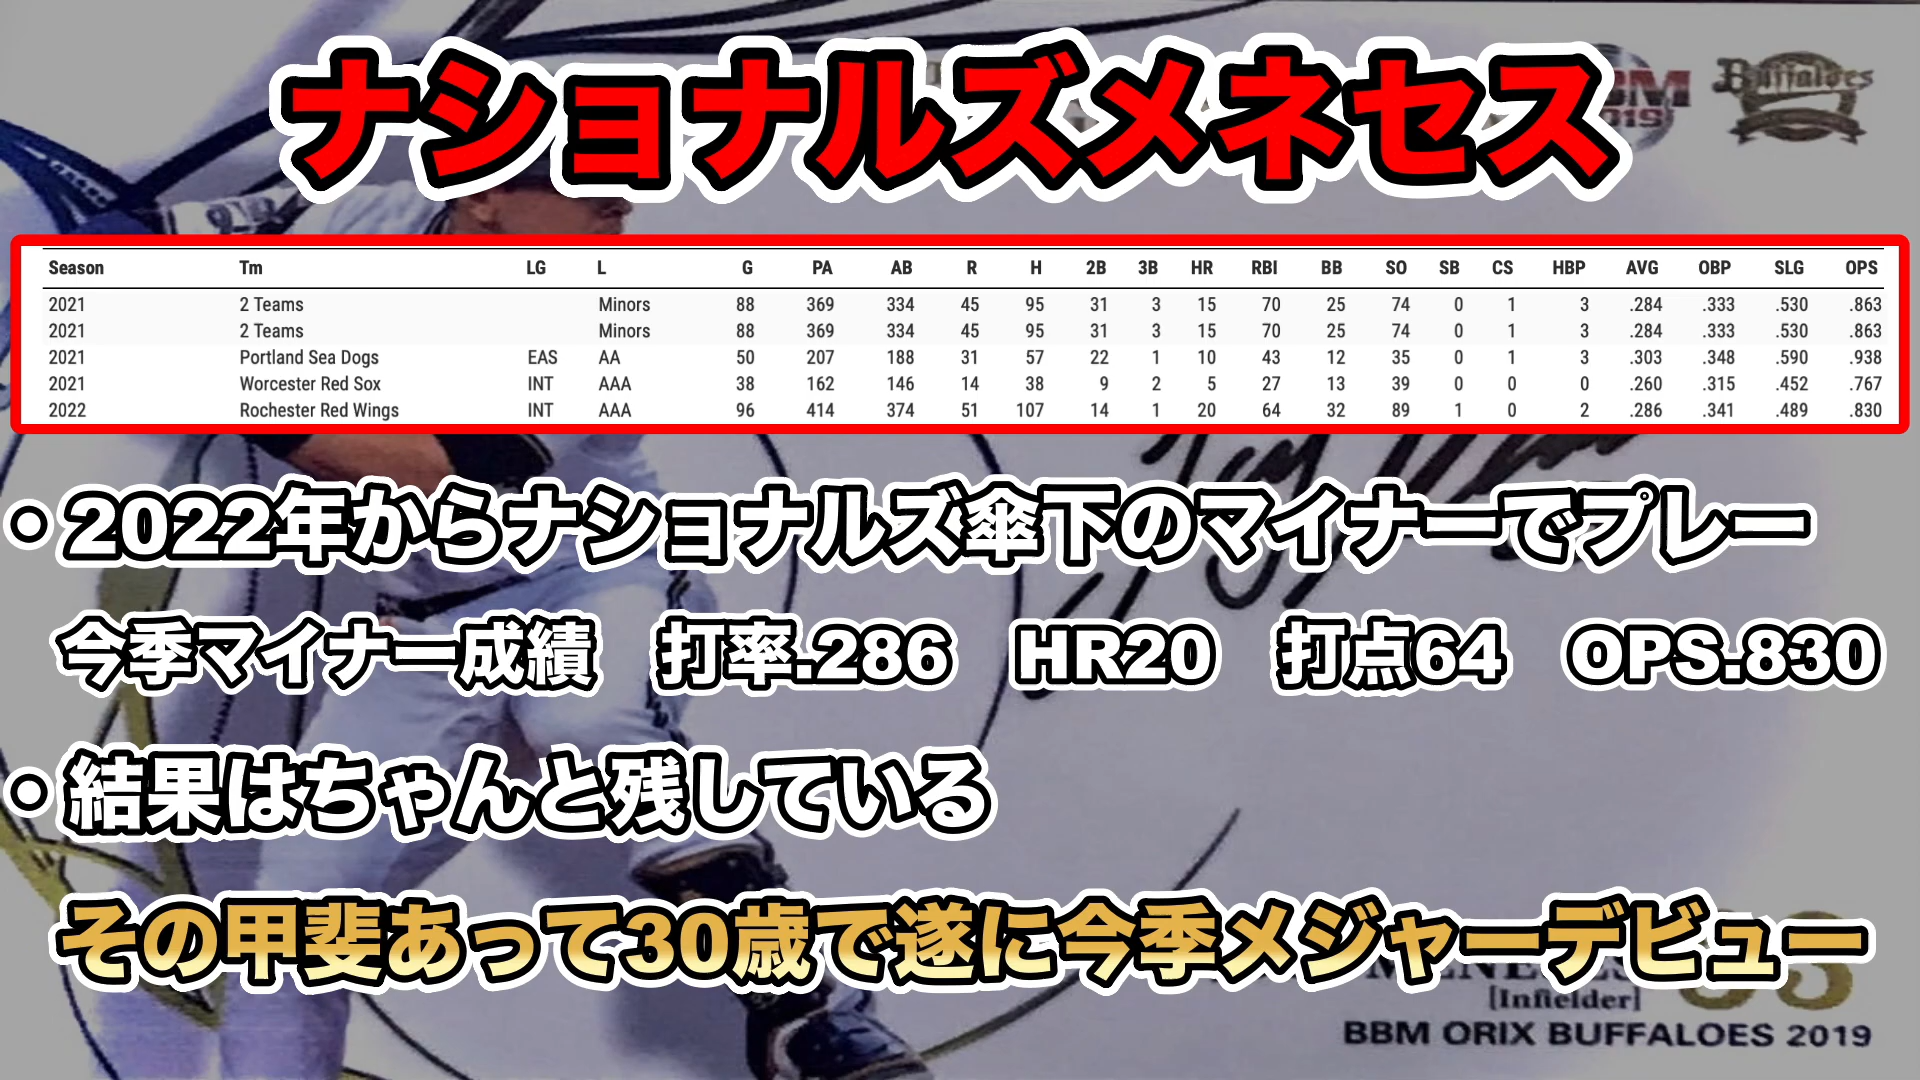 ナショナルズメネセス
BM
Buffaloes
2019
Season Tm LG L G PA AB R H 2B 3B HR RBI BB SO SB CS HBP AVG OBP SLG OPS
2021 2 Teams Minors 88 369 334 45 95 31 3 15 70 25 74 0 1 3 .284 .333 .530 .863
2021 2 Teams Minors 88 369 334 45 95 31 3 15 70 25 74 0 1 3 .284 .333 .530 .863
2021 Portland Sea Dogs EAS AA 50 207 188 31 57 22 1 10 43 12 35 0 1 3 .303 .348 .590 .938
2021 Worcester Red Sox INT AAA 38 162 146 14 38 9 2 5 27 13 39 0 0 0 .260 .315 .452 .767
2022 Rochester Red Wings INT AAA 96 414 374 51 107 14 1 20 64 32 89 1 0 2 .286 .341 .489 .830
・2022年からナショナルズ傘下のマイナーでプレー
今季マイナー成績 打率.286 HR20 打点64 OPS.830
・結果はちゃんと残している
その甲斐あって30歳で遂に今季メジャーデビュー
[Infielder]
BBM ORIX BUFFALOES 2019